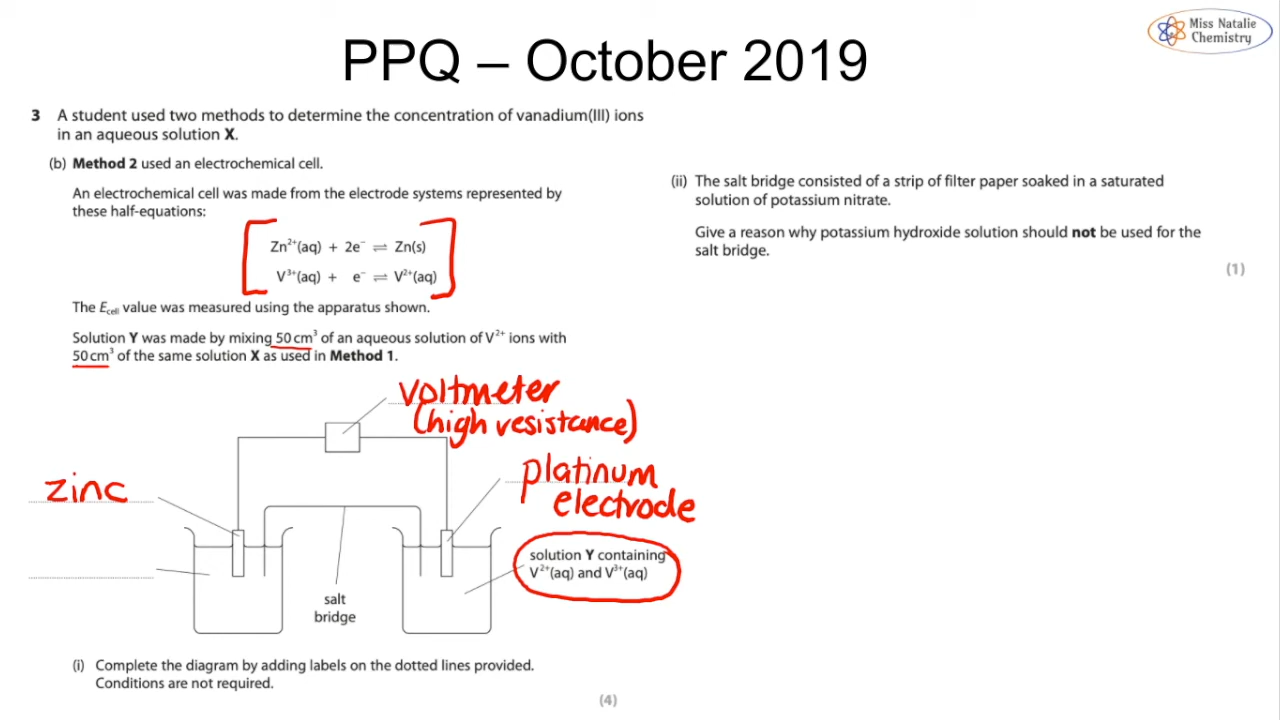 Miss Natalie
Chemistry
PPQ – October 2019
3 A student used two methods to determine the concentration of vanadium(III) ions
in an aqueous solution X.
(b) Method 2 used an electrochemical cell.
An electrochemical cell was made from the electrode systems represented by
these half-equations:
Zn²⁺(aq) + 2e⁻ ⇌ Zn(s)
V³⁺(aq) + e⁻ ⇌ V²⁺(aq)
The Ecell value was measured using the apparatus shown.
Solution Y was made by mixing 50 cm³ of an aqueous solution of V²⁺ ions with
50 cm³ of the same solution X as used in Method 1.
voltmeter
(high resistance)
zinc
platinum
electrode
solution Y containing
V²⁺(aq) and V³⁺(aq)
salt
bridge
(i) Complete the diagram by adding labels on the dotted lines provided.
Conditions are not required.
(4)
(ii) The salt bridge consisted of a strip of filter paper soaked in a saturated
solution of potassium nitrate.
Give a reason why potassium hydroxide solution should not be used for the
salt bridge.
(1)